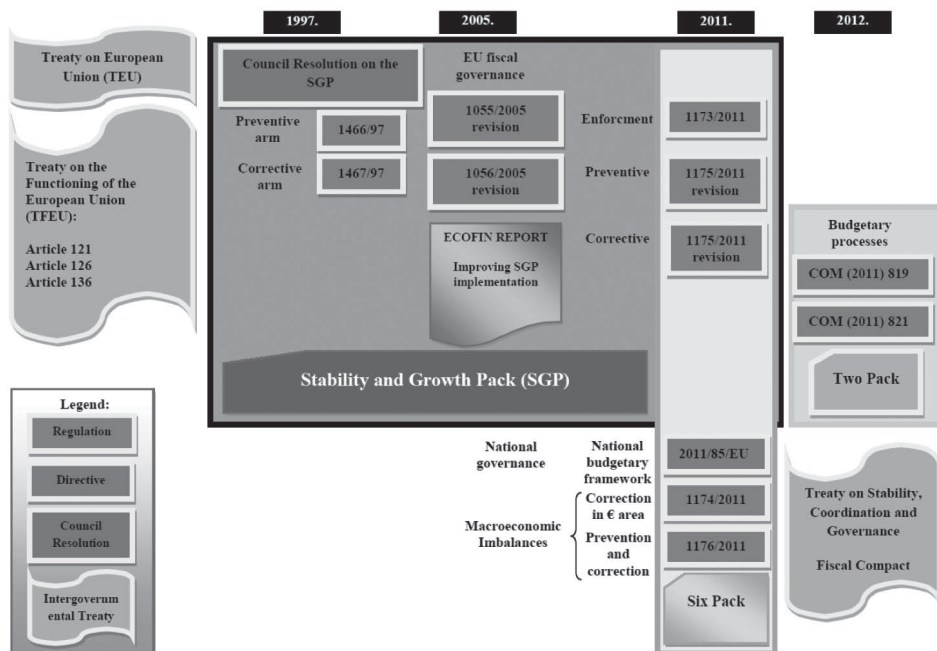 1997.
2005.
2011.
2012.
Treaty on European
Union (TEU)
Treaty on the
Functioning of the
European Union
(TFEU):
Article 121
Article 126
Article 136
Council Resolution on the
SGP
Preventive
arm
1466/97
Corrective
arm
1467/97
EU fiscal
governance
1055/2005
revision
1056/2005
revision
ECOFIN REPORT
Improving SGP
implementation
Enforcment
1173/2011
Preventive
1175/2011
revision
Corrective
1175/2011
revision
Stability and Growth Pack (SGP)
Budgetary
processes
COM (2011) 819
COM (2011) 821
Two Pack
Legend:
Regulation
Directive
Council
Resolution
Intergovernm
ental Treaty
National
governance
National
budgetary
framework
2011/85/EU
Macroeconomic
Imbalances
Correction
in € area
1174/2011
Prevention
and
correction
1176/2011
Six Pack
Treaty on Stability,
Coordination and
Governance
Fiscal Compact